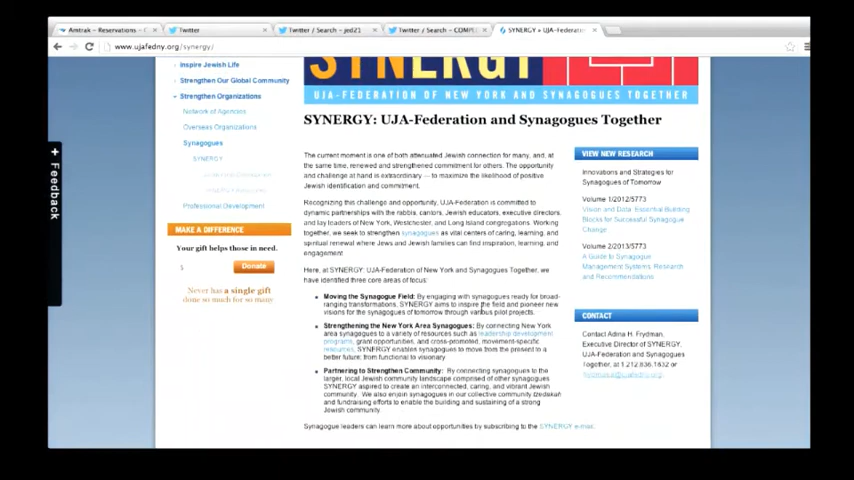 Amtrak - Reservations -
Twitter
Twitter / Search - jed21
Twitter / Search - COMP
SYNERGY » UJA-Federation
www.ujafedny.org/synergy/
Inspire Jewish Life
Strengthen Our Global Community
Strengthen Organizations
Network of Agencies
Overseas Organizations
Synagogues
SYNERGY
Professional Development
MAKE A DIFFERENCE
Your gift helps those in need.
$
Donate
Never has a single gift
done so much for so many
+ Feedback
SYNERGY
UJA-FEDERATION OF NEW YORK AND SYNAGOGUES TOGETHER
SYNERGY: UJA-Federation and Synagogues Together
The current moment is one of both attenuated Jewish connection for many, and, at
the same time, renewed and strengthened commitment for others. The opportunity
and challenge at hand is extraordinary — to maximize the likelihood of positive
Jewish identification and commitment.
Recognizing this challenge and opportunity, UJA-Federation is committed to
dynamic partnerships with the rabbis, cantors, Jewish educators, executive directors,
and lay leaders of New York, Westchester, and Long Island congregations. Working
together, we seek to strengthen synagogues as vital centers of caring, learning, and
spiritual renewal where Jews and Jewish families can find inspiration, learning, and
engagement
Here, at SYNERGY: UJA-Federation of New York and Synagogues Together, we
have identified three core areas of focus:
Moving the Synagogue Field: By engaging with synagogues ready for broad-
ranging transformations, SYNERGY aims to inspire the field and pioneer new
visions for the synagogues of tomorrow through various pilot projects.
Strengthening the New York Area Synagogues: By connecting New York
area synagogues to a variety of resources such as leadership development
programs, grant opportunities, and cross-promoted, movement-specific
resources, SYNERGY enables synagogues to move from the present to a
better future: from functional to visionary
Partnering to Strengthen Community: By connecting synagogues to the
larger, local Jewish community landscape comprised of other synagogues
SYNERGY aspired to create an interconnected, caring, and vibrant Jewish
community. We also enjoin synagogues in our collective community tzedakah
and fundraising efforts to enable the building and sustaining of a strong
Jewish community
Synagogue leaders can learn more about opportunities by subscribing to the SYNERGY e-mail.
VIEW NEW RESEARCH
Innovations and Strategies for
Synagogues of Tomorrow
Volume 1/2012/5773
Vision and Data: Essential Building
Blocks for Successful Synagogue
Change
Volume 2/2013/5773
A Guide to Synagogue
Management Systems, Research
and Recommendations
CONTACT
Contact Adina H. Frydman,
Executive Director of SYNERGY,
UJA-Federation and Synagogues
Together, at 1.212.836.1632 or